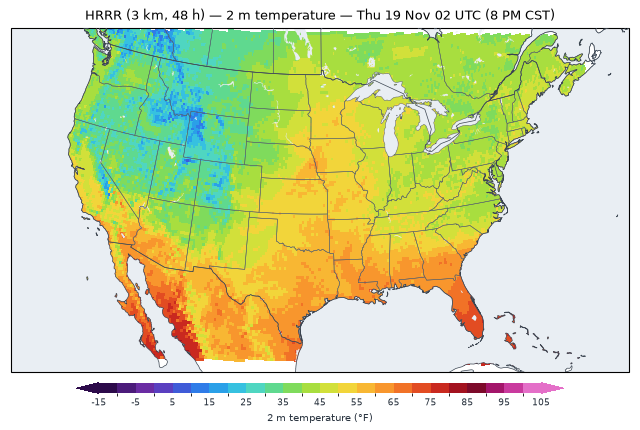 HRRR (3 km, 48 h) — 2 m temperature — Thu 19 Nov 02 UTC (8 PM CST)
-15 -5 5 15 25 35 45 55 65 75 85 95 105
2 m temperature (°F)